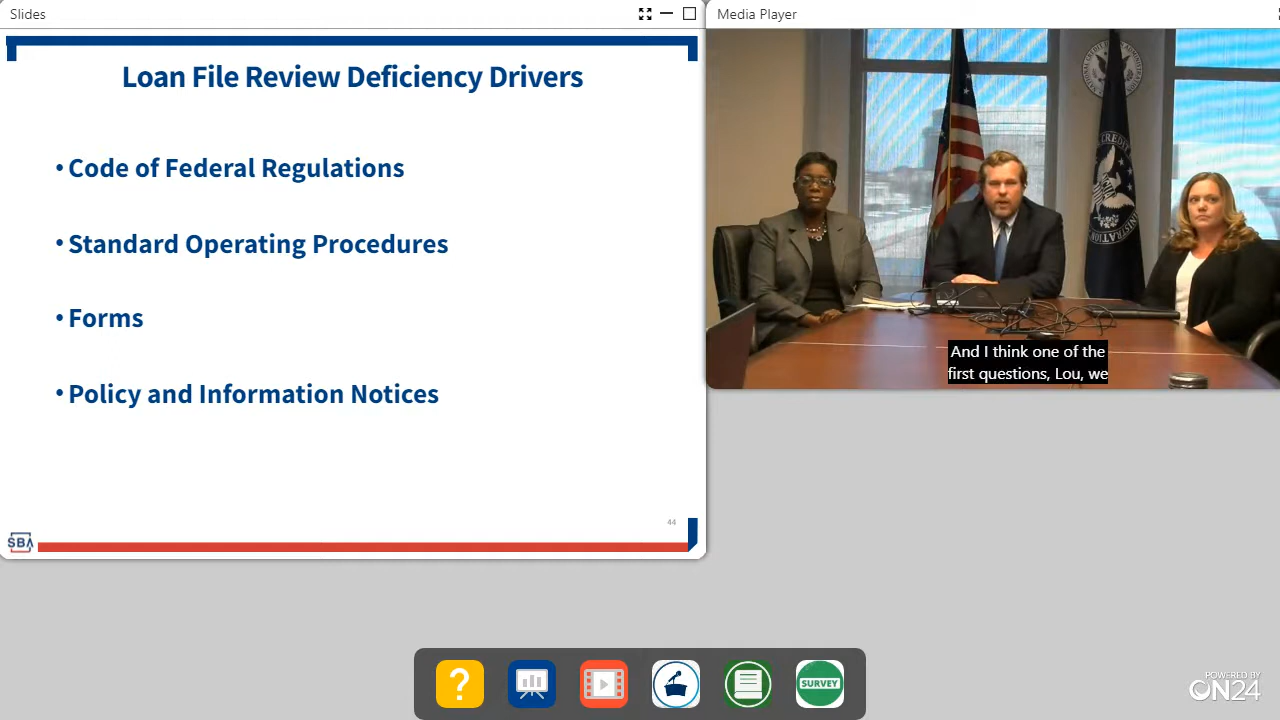 Slides
Media Player
Loan File Review Deficiency Drivers
• Code of Federal Regulations
• Standard Operating Procedures
• Forms
• Policy and Information Notices
44
SBA
And I think one of the
first questions, Lou, we
?
SURVEY
POWERED BY
ON24